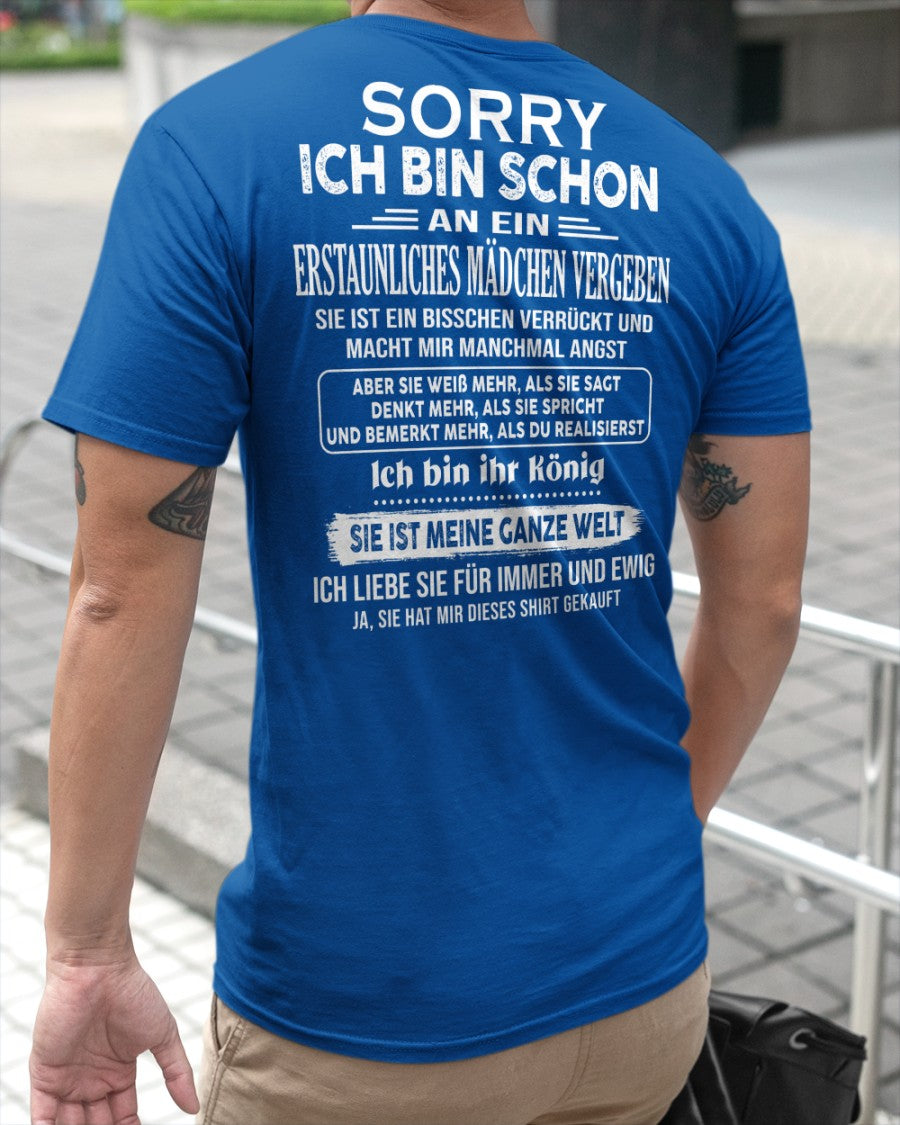 SORRY
ICH BIN SCHON
AN EIN
ERSTAUNLICHES MÄDCHEN VERGEBEN
SIE IST EIN BISSCHEN VERRÜCKT UND
MACHT MIR MANCHMAL ANGST
ABER SIE WEIß MEHR, ALS SIE SAGT
DENKT MEHR, ALS SIE SPRICHT
UND BEMERKT MEHR, ALS DU REALISIERST
Ich bin ihr König
SIE IST MEINE GANZE WELT
ICH LIEBE SIE FÜR IMMER UND EWIG
JA, SIE HAT MIR DIESES SHIRT GEKAUFT